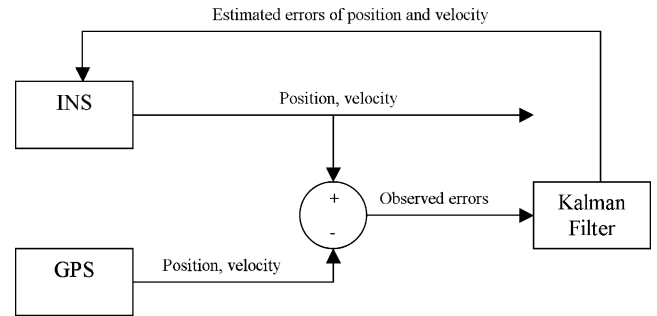 Estimated errors of position and velocity
INS
Position, velocity
+
Observed errors
-
Kalman
Filter
GPS
Position, velocity